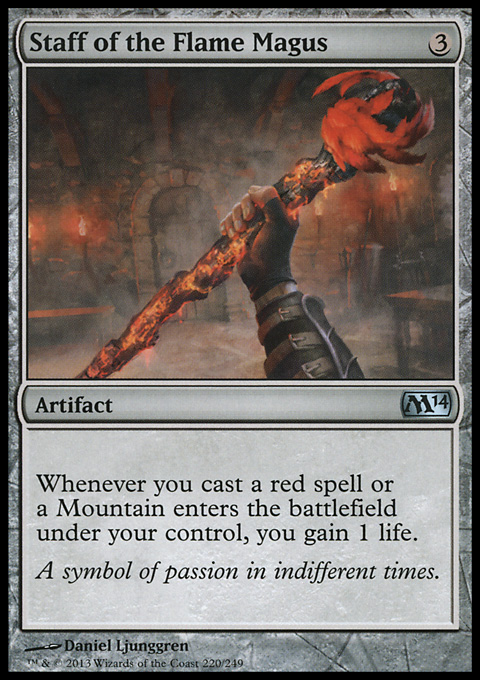 Staff of the Flame Magus 3
Artifact M14
Whenever you cast a red spell or
a Mountain enters the battlefield
under your control, you gain 1 life.
A symbol of passion in indifferent times.
Daniel Ljunggren
™ & © 2013 Wizards of the Coast 220/249